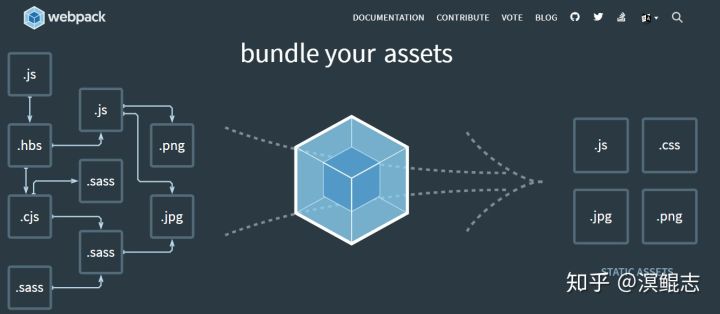 webpack
DOCUMENTATION CONTRIBUTE VOTE BLOG
bundle your assets
.js
.js
.hbs
.png
.sass
.cjs
.jpg
.sass
.sass
.js .css
.jpg .png
STATIC ASSETS
知乎 @溟鲲志